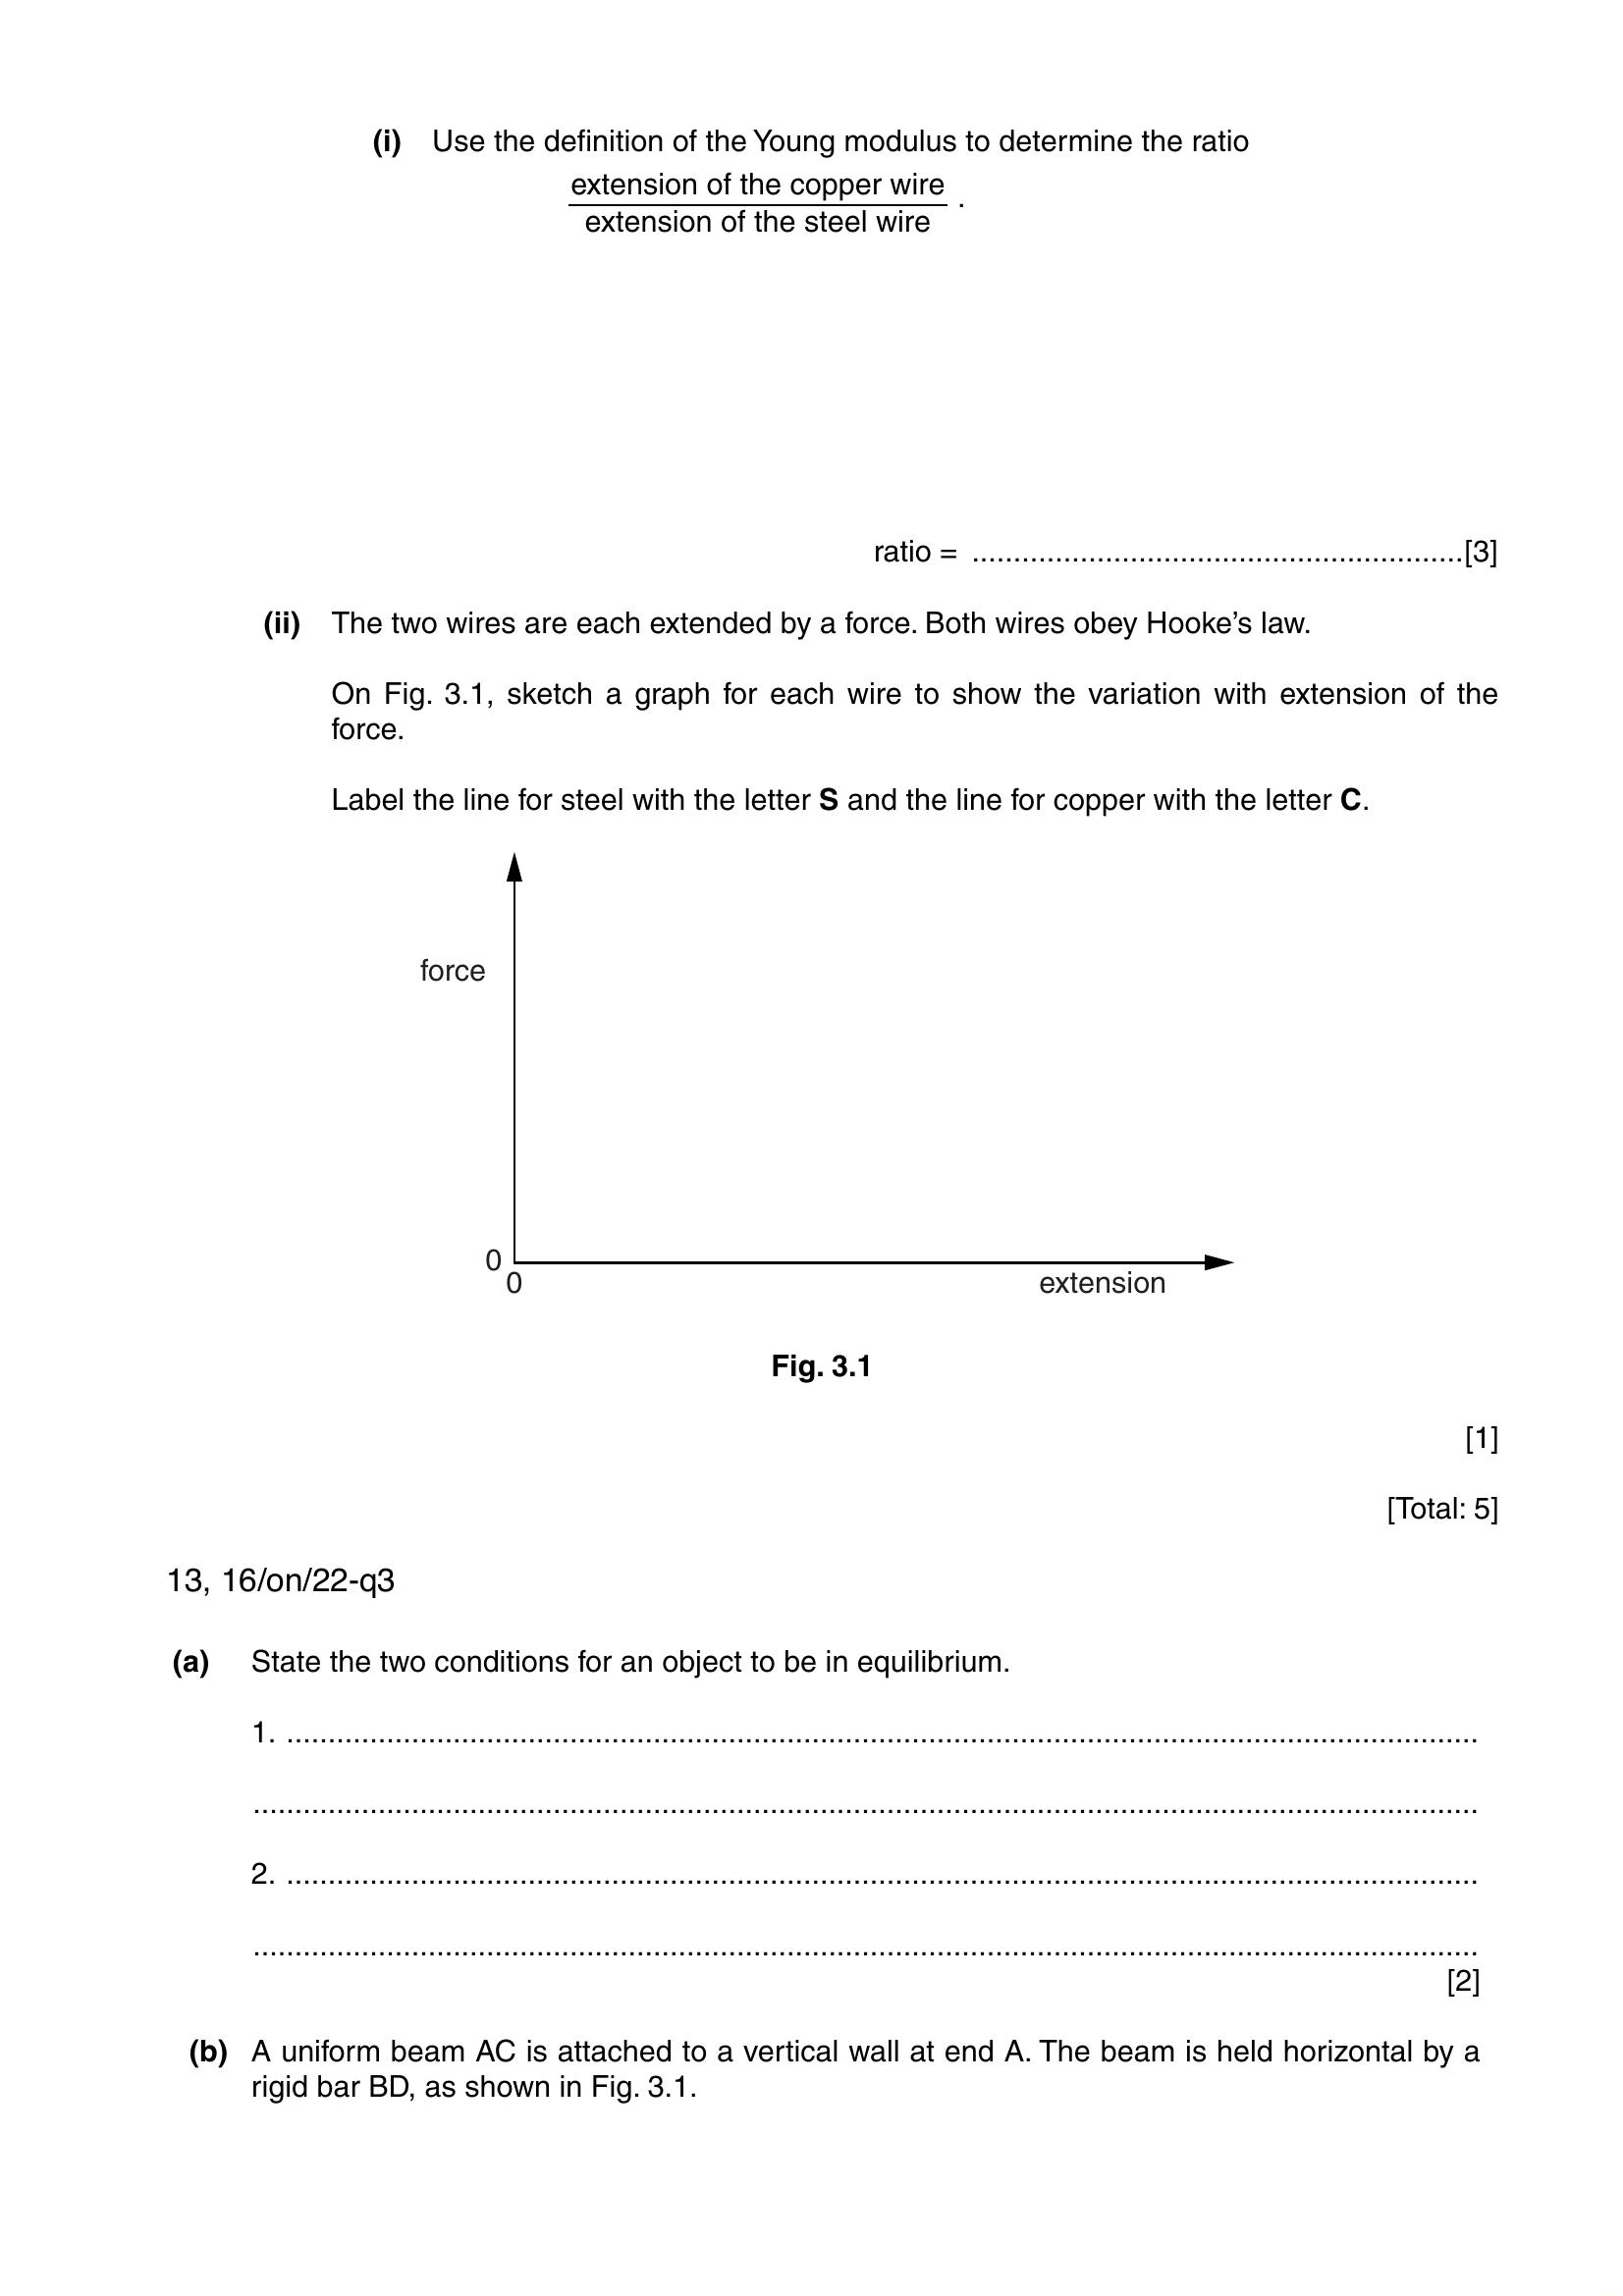 (i) Use the definition of the Young modulus to determine the ratio
extension of the copper wire
extension of the steel wire .
ratio = ............................................................[3]
(ii) The two wires are each extended by a force. Both wires obey Hooke’s law.
On Fig. 3.1, sketch a graph for each wire to show the variation with extension of the
force.
Label the line for steel with the letter S and the line for copper with the letter C.
force
0
0
extension
Fig. 3.1
[1]
[Total: 5]
13, 16/on/22-q3
(a) State the two conditions for an object to be in equilibrium.
1. ................................................................................................................................................
....................................................................................................................................................
2. ................................................................................................................................................
....................................................................................................................................................
[2]
(b) A uniform beam AC is attached to a vertical wall at end A. The beam is held horizontal by a
rigid bar BD, as shown in Fig. 3.1.